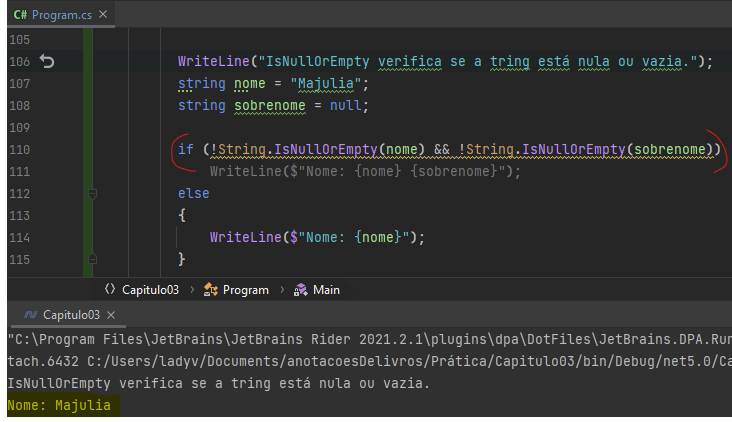 C# Program.cs ×
105
106 WriteLine("IsNullOrEmpty verifica se a tring está nula ou vazia.");
107 string nome = "Majulia";
108 string sobrenome = null;
109
110 if (!String.IsNullOrEmpty(nome) && !String.IsNullOrEmpty(sobrenome))
111 WriteLine($"Nome: {nome} {sobrenome}");
112 else
113 {
114 WriteLine($"Nome: {nome}");
115 }
Capitulo03 > Program > Main
Capitulo03 ×
"C:\Program Files\JetBrains\JetBrains Rider 2021.2.1\plugins\dpa\DotFiles\JetBrains.DPA.Run
tach.6432 C:/Users/ladyv/Documents/anotacoesDelivros/Prática/Capitulo03/bin/Debug/net5.0/Ca
IsNullOrEmpty verifica se a tring está nula ou vazia.
Nome: Majulia